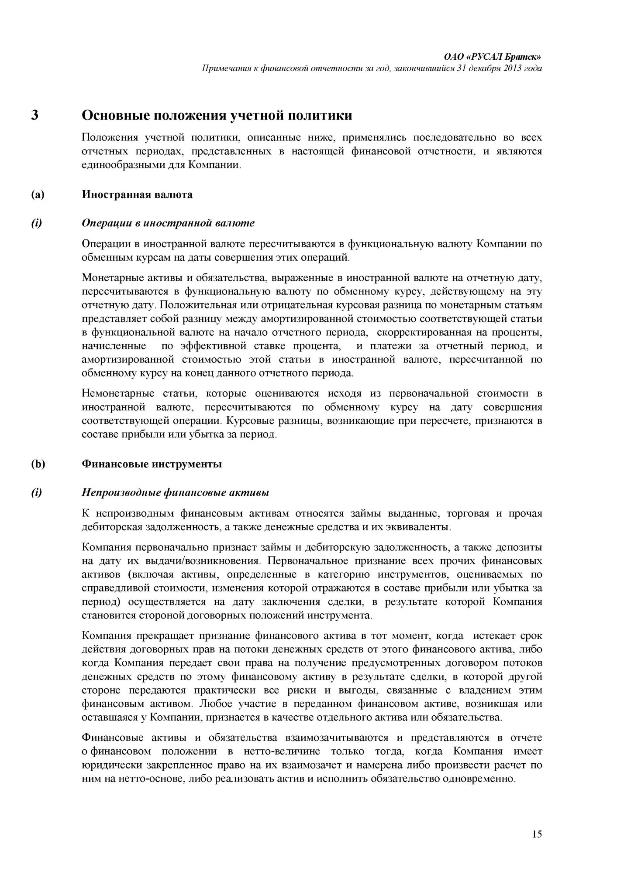 ОАО «РУСАЛ Братск»
Примечания к финансовой отчетности за год, закончившийся 31 декабря 2013 года
3 Основные положения учетной политики
Положения учетной политики, описанные ниже, применялись последовательно во всех
отчетных периодах, представленных в настоящей финансовой отчетности, и являются
единообразными для Компании.
(a) Иностранная валюта
(i) Операции в иностранной валюте
Операции в иностранной валюте пересчитываются в функциональную валюту Компании по
обменным курсам на даты совершения этих операций.
Монетарные активы и обязательства, выраженные в иностранной валюте на отчетную дату,
пересчитываются в функциональную валюту по обменному курсу, действующему на эту
отчетную дату. Положительная или отрицательная курсовая разница по монетарным статьям
представляет собой разницу между амортизированной стоимостью соответствующей статьи
в функциональной валюте на начало отчетного периода, скорректированная на проценты,
начисленные по эффективной ставке процента, и платежи за отчетный период, и
амортизированной стоимостью этой статьи в иностранной валюте, пересчитанной по
обменному курсу на конец данного отчетного периода.
Немонетарные статьи, которые оцениваются исходя из первоначальной стоимости в
иностранной валюте, пересчитываются по обменному курсу на дату совершения
соответствующей операции. Курсовые разницы, возникающие при пересчете, признаются в
составе прибыли или убытка за период.
(b) Финансовые инструменты
(i) Непроизводные финансовые активы
К непроизводным финансовым активам относятся займы выданные, торговая и прочая
дебиторская задолженность, а также денежные средства и их эквиваленты.
Компания первоначально признает займы и дебиторскую задолженность, а также депозиты
на дату их выдачи/возникновения. Первоначальное признание всех прочих финансовых
активов (включая активы, определенные в категорию инструментов, оцениваемых по
справедливой стоимости, изменения которой отражаются в составе прибыли или убытка за
период) осуществляется на дату заключения сделки, в результате которой Компания
становится стороной договорных положений инструмента.
Компания прекращает признание финансового актива в тот момент, когда истекает срок
действия договорных прав на потоки денежных средств от этого финансового актива, либо
когда Компания передает свои права на получение предусмотренных договором потоков
денежных средств по этому финансовому активу в результате сделки, в которой другой
стороне передаются практически все риски и выгоды, связанные с владением этим
финансовым активом. Любое участие в переданном финансовом активе, возникшая или
оставшаяся у Компании, признается в качестве отдельного актива или обязательства.
Финансовые активы и обязательства взаимозачитываются и представляются в отчете
о финансовом положении в нетто-величине только тогда, когда Компания имеет
юридически закрепленное право на их взаимозачет и намерена либо произвести расчет по
ним на нетто-основе, либо реализовать актив и исполнить обязательство одновременно.
15